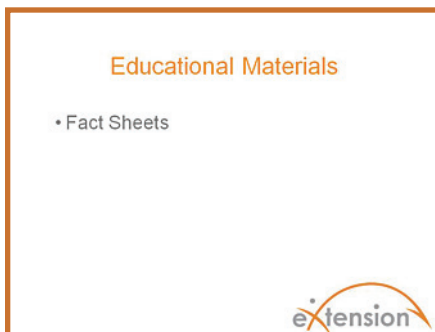 Educational Materials
• Fact Sheets
eXtension